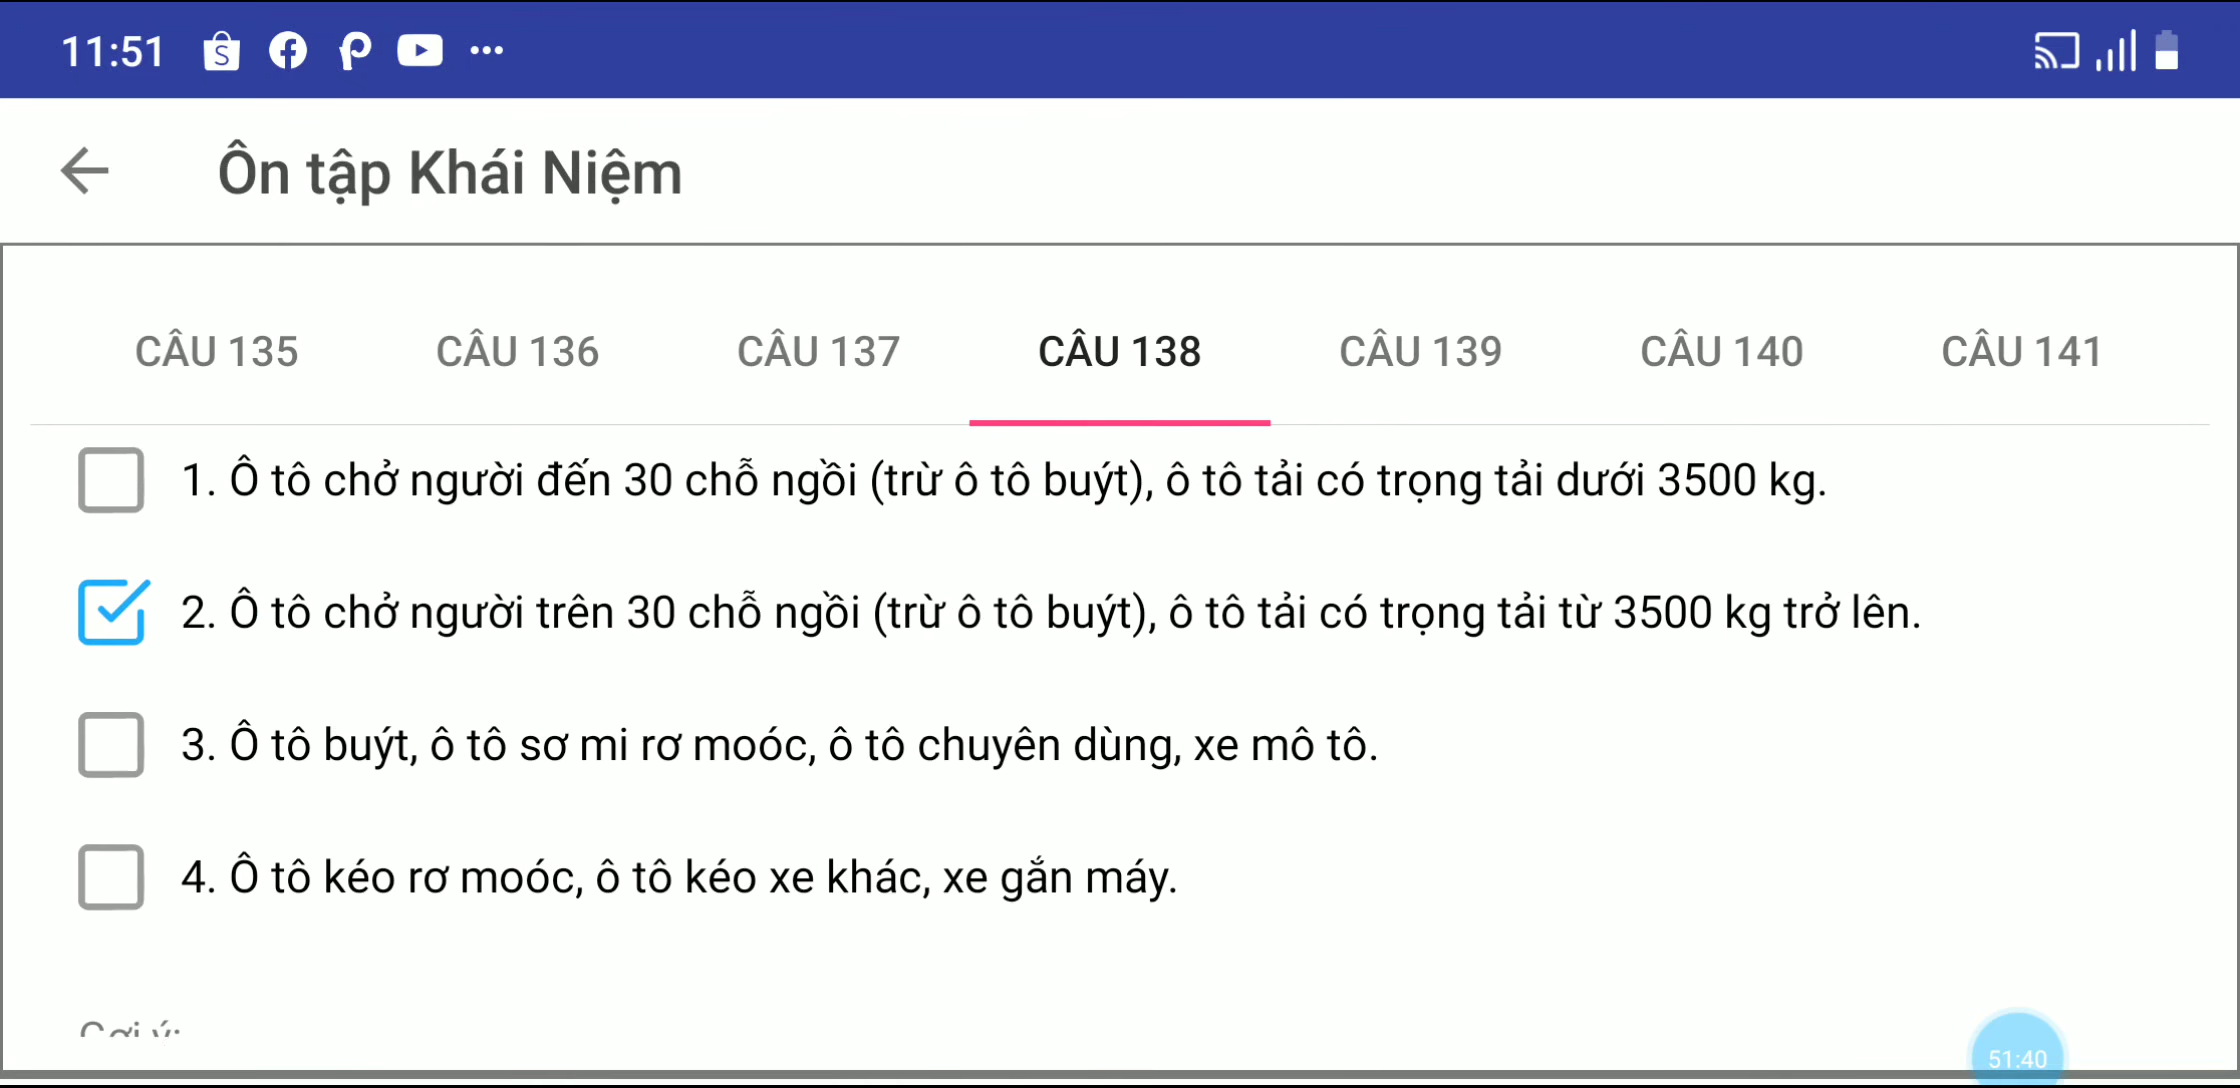 11:51
Ôn tập Khái Niệm
CÂU 135 CÂU 136 CÂU 137 CÂU 138 CÂU 139 CÂU 140 CÂU 141
1. Ô tô chở người đến 30 chỗ ngồi (trừ ô tô buýt), ô tô tải có trọng tải dưới 3500 kg.
2. Ô tô chở người trên 30 chỗ ngồi (trừ ô tô buýt), ô tô tải có trọng tải từ 3500 kg trở lên.
3. Ô tô buýt, ô tô sơ mi rơ moóc, ô tô chuyên dùng, xe mô tô.
4. Ô tô kéo rơ moóc, ô tô kéo xe khác, xe gắn máy.
Gợi ý:
51:40